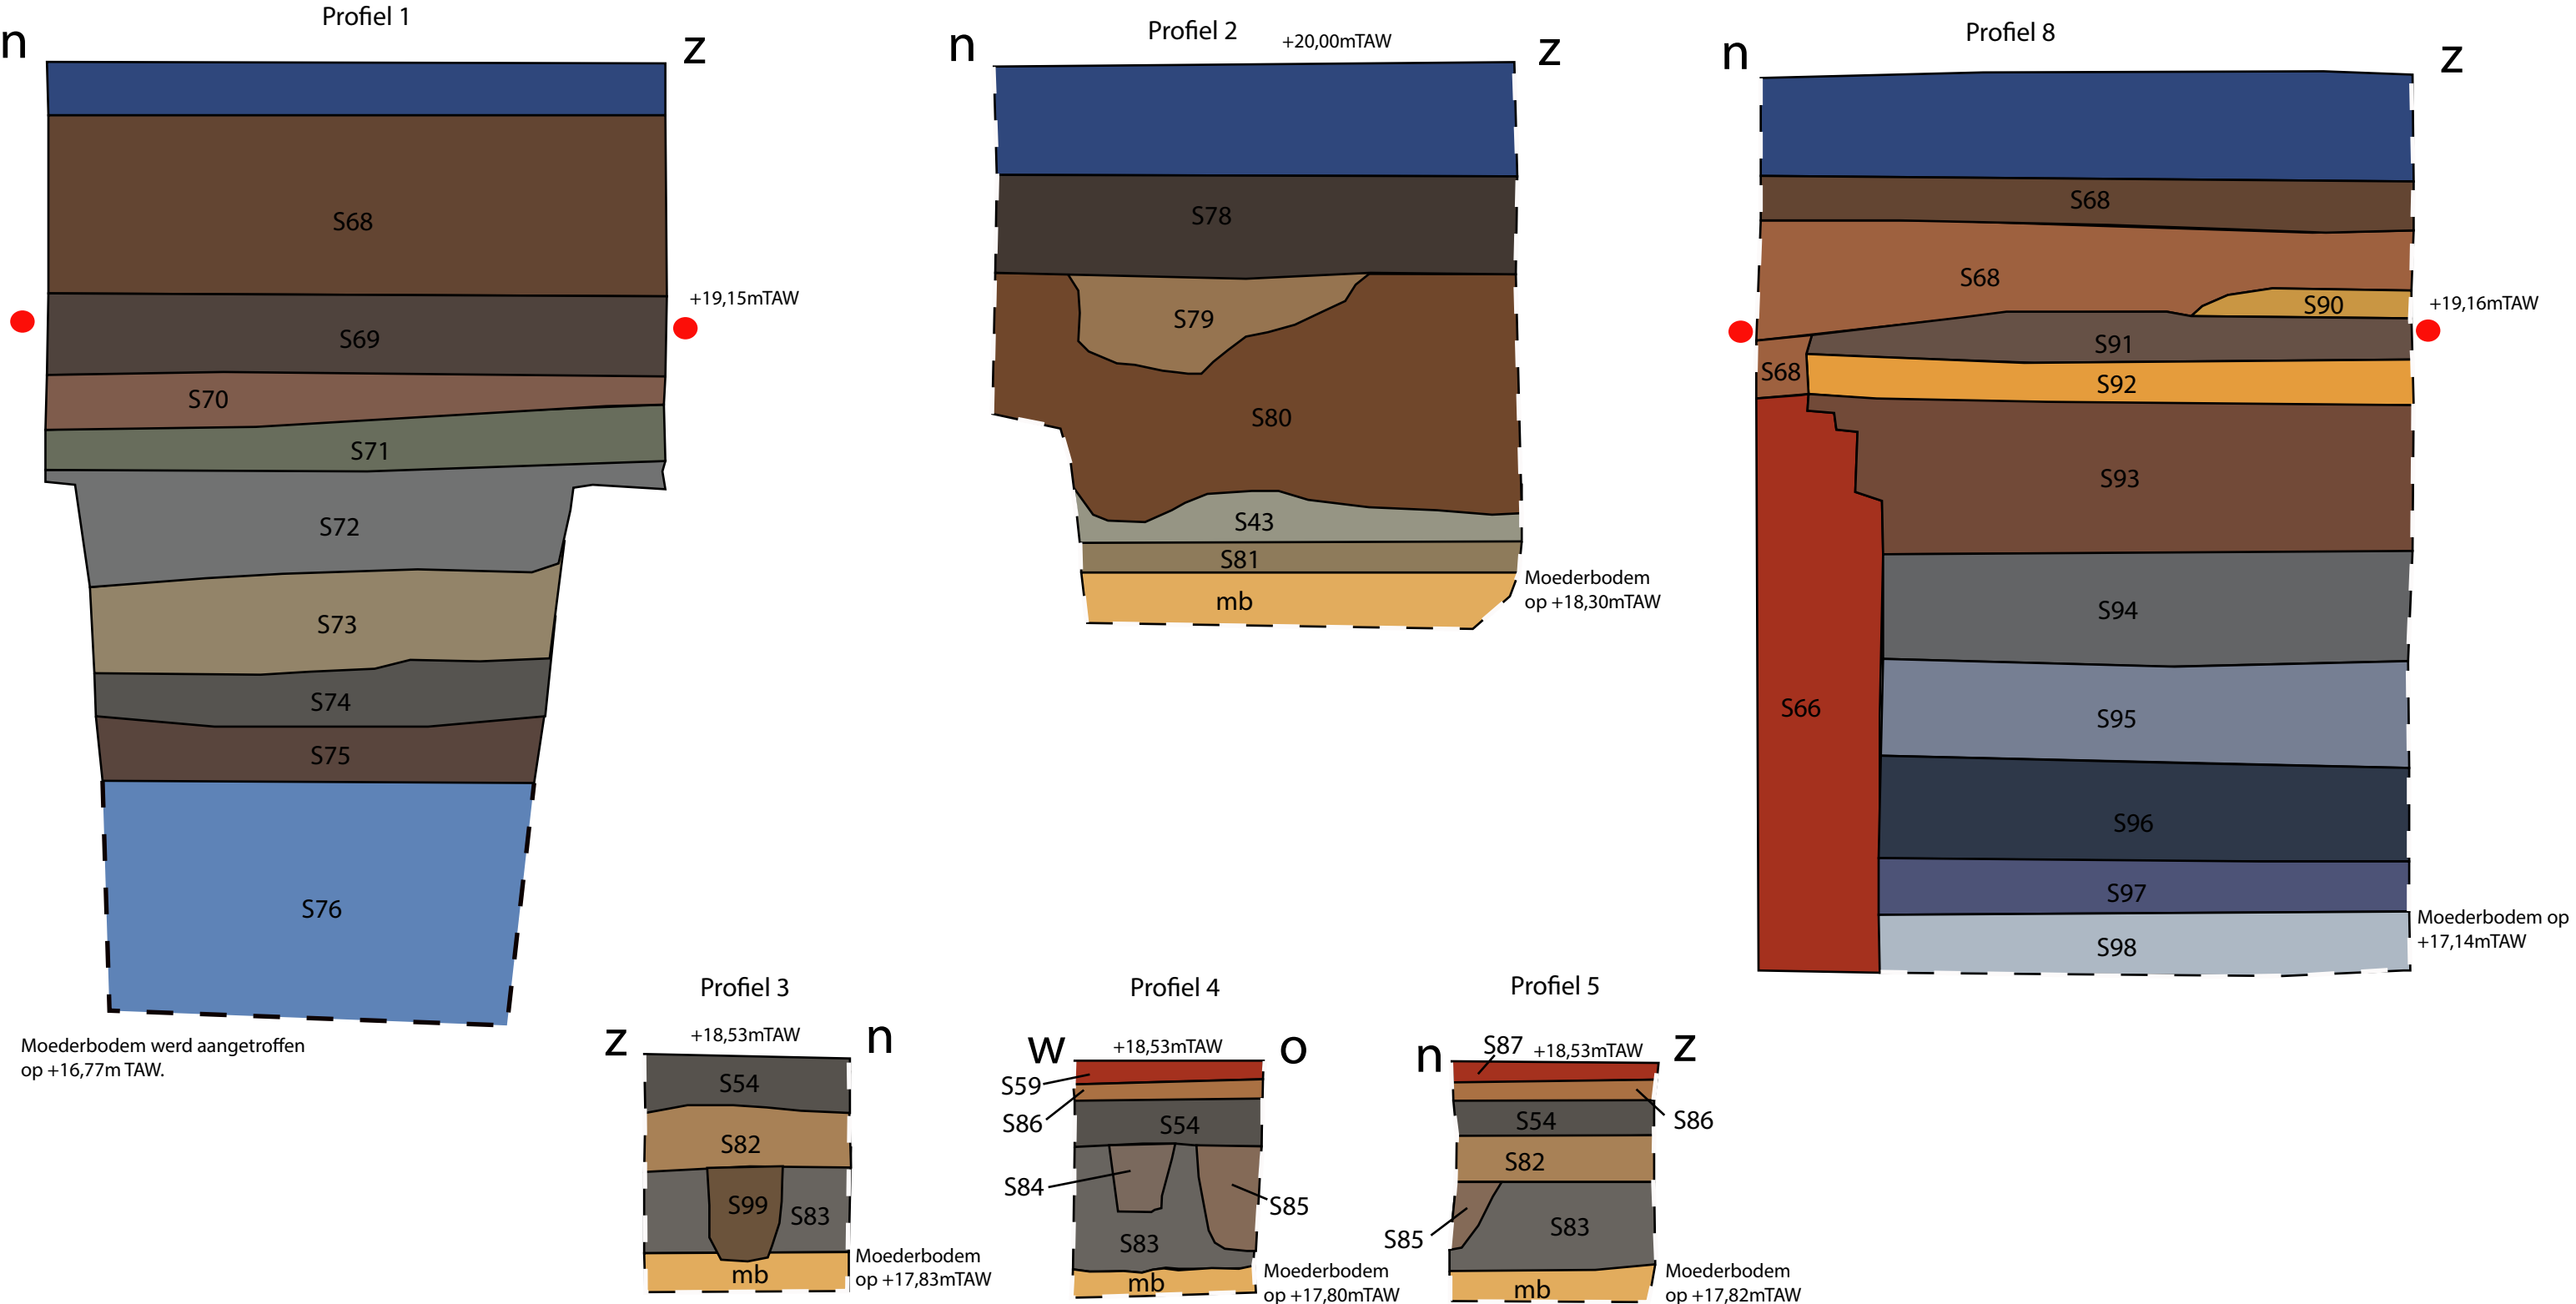 Profiel 1
n
z
S68
+19,15mTAW
S69
S70
S71
S72
S73
S74
S75
S76
Moederbodem werd aangetroffen
op +16,77m TAW.
Profiel 2
+20,00mTAW
n
z
S78
S79
S80
S43
S81
mb
Moederbodem
op +18,30mTAW
Profiel 8
n
z
S68
S68
S90
+19,16mTAW
S91
S68
S92
S93
S94
S66
S95
S96
S97
Moederbodem op
+17,14mTAW
S98
Profiel 3
+18,53mTAW
z
n
S54
S82
S99
S83
mb
Moederbodem
op +17,83mTAW
Profiel 4
+18,53mTAW
w
o
S59
S86
S54
S84
S85
S83
mb
Moederbodem
op +17,80mTAW
Profiel 5
S87
+18,53mTAW
n
z
S86
S54
S82
S85
S83
mb
Moederbodem
op +17,82mTAW